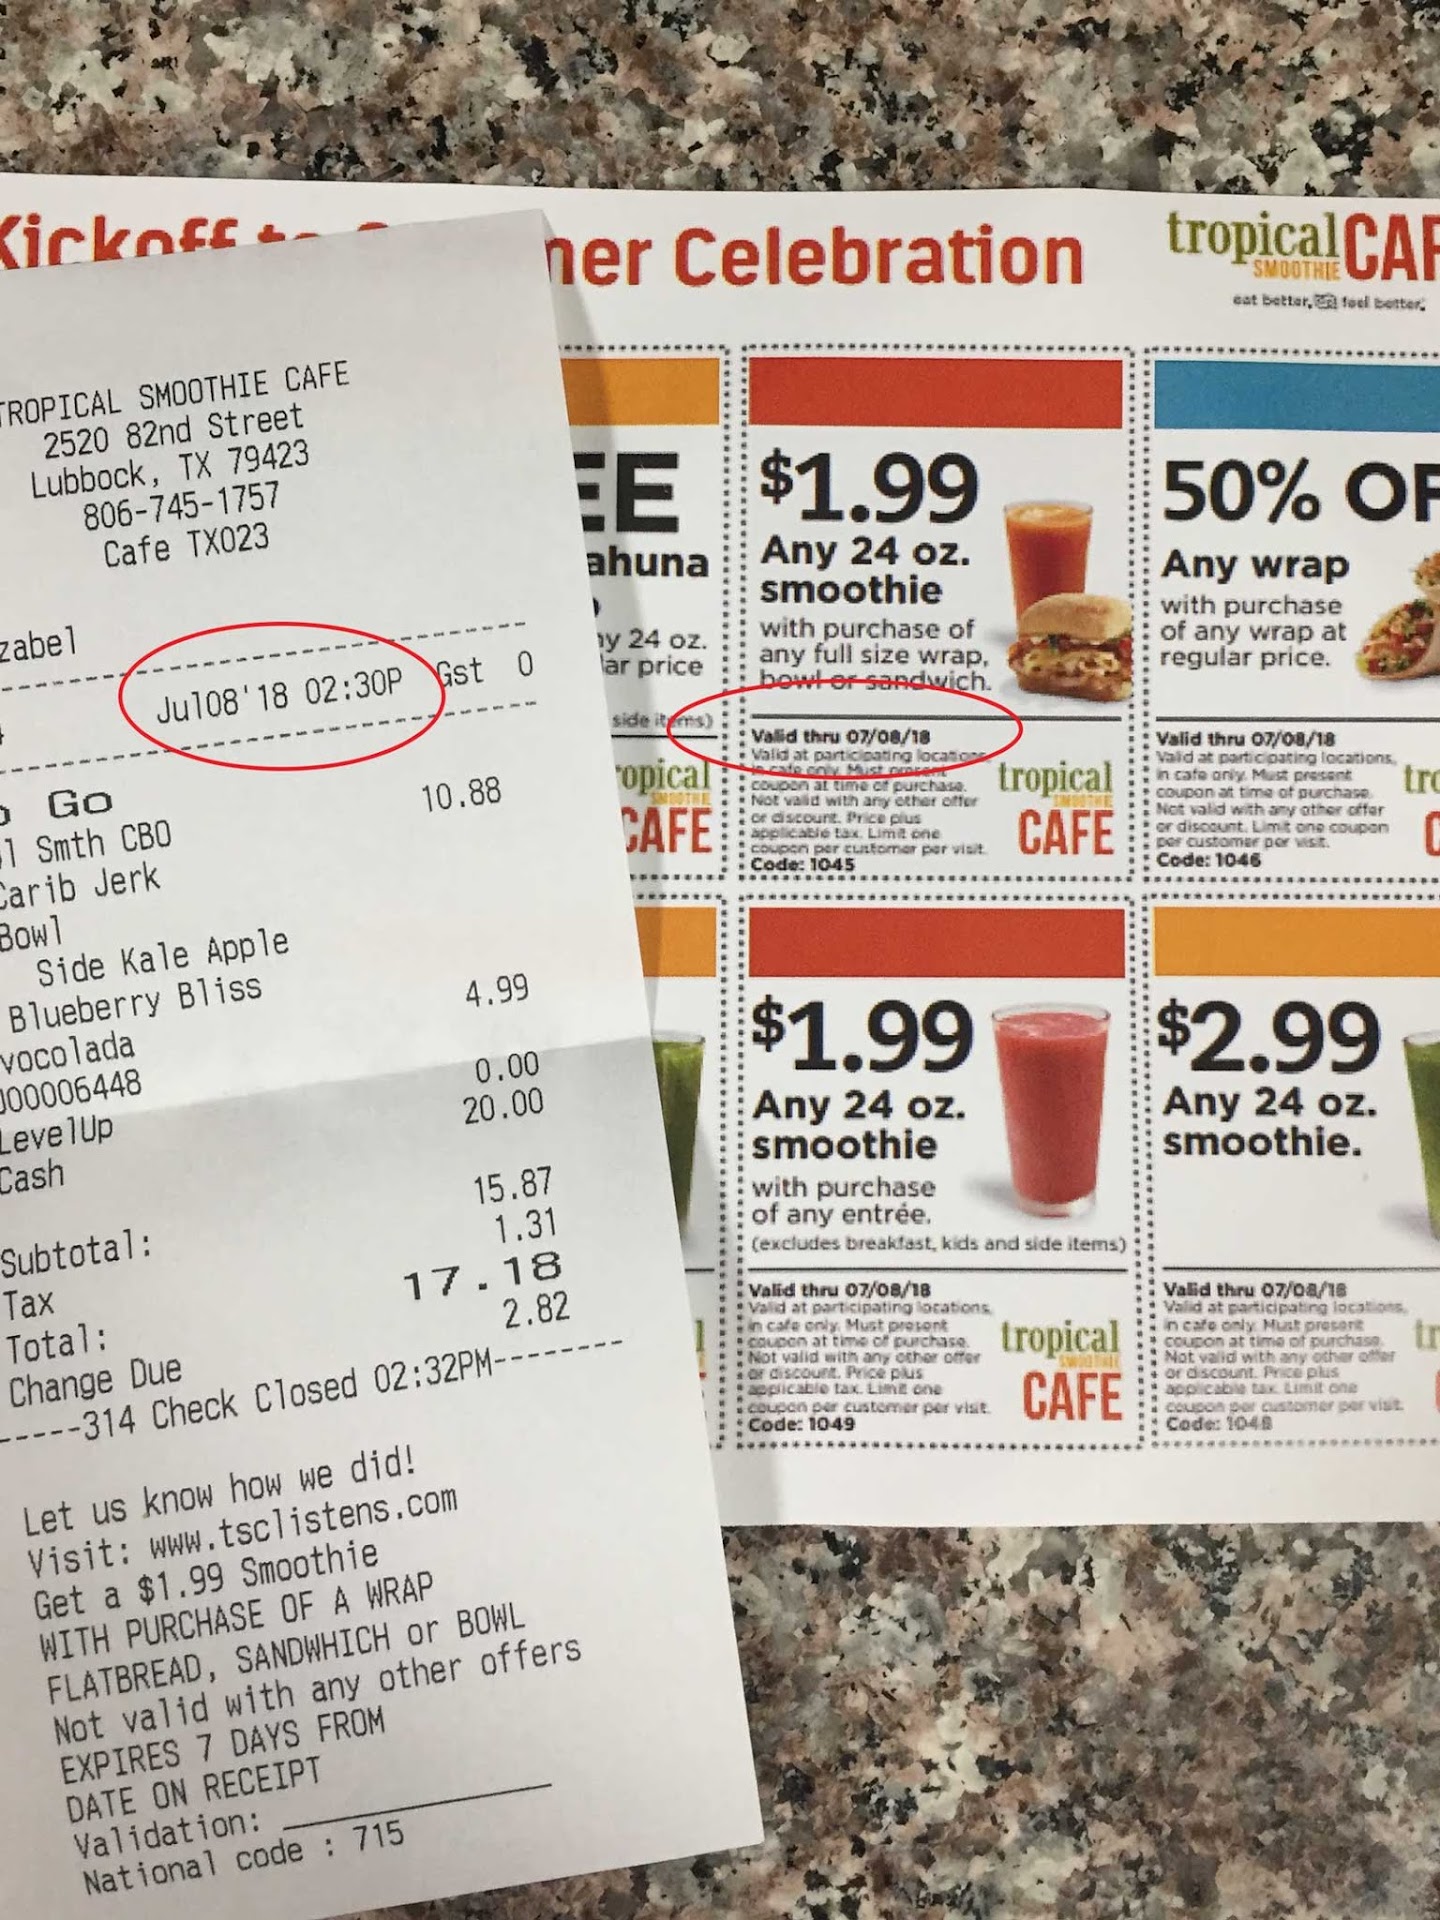 TROPICAL SMOOTHIE CAFE
2520 82nd Street
Lubbock, TX 79423
806-745-1757
Cafe TX023
zabel
Jul08'18 02:30P Gst 0
o Go
l Smth CBO 10.88
Carib Jerk
Bowl
Side Kale Apple
Blueberry Bliss
vocolada 4.99
000006448
LevelUp 0.00
Cash 20.00
Subtotal: 15.87
Tax 1.31
Total: 17.18
Change Due 2.82
-----314 Check Closed 02:32PM--------
Let us know how we did!
Visit: www.tsclistens.com
Get a $1.99 Smoothie
WITH PURCHASE OF A WRAP
FLATBREAD, SANDWHICH or BOWL
Not valid with any other offers
EXPIRES 7 DAYS FROM
DATE ON RECEIPT
Validation:
National code : 715
Kickoff to mer Celebration
tropical
SMOOTHIE CAF
eat better. feel better.
EE
ahuna
ny 24 oz.
ar price
side items)
opical
SMOOTHIE
CAFE
$1.99
Any 24 oz.
smoothie
with purchase of
any full size wrap,
bowl or sandwich.
Valid thru 07/08/18
Valid at participating locations,
in cafe only. Must present
coupon at time of purchase.
Not valid with any other offer
or discount. Price plus
applicable tax. Limit one
coupon per customer per visit.
Code: 1045
tropical
SMOOTHIE
CAFE
50% OF
Any wrap
with purchase
of any wrap at
regular price.
Valid thru 07/08/18
Valid at participating locations,
in cafe only. Must present
coupon at time of purchase.
Not valid with any other offer
or discount. Limit one coupon
per customer per visit.
Code: 1046
tro
C
$1.99
Any 24 oz.
smoothie
with purchase
of any entrée.
(excludes breakfast, kids and side items)
Valid thru 07/08/18
Valid at participating locations,
in cafe only. Must present
coupon at time of purchase.
Not valid with any other offer
or discount. Price plus
applicable tax. Limit one
coupon per customer per visit.
Code: 1049
tropical
SMOOTHIE
CAFE
$2.99
Any 24 oz.
smoothie.
Valid thru 07/08/18
Valid at participating locations,
in cafe only. Must present
coupon at time of purchase.
Not valid with any other offer
or discount. Price plus
applicable tax. Limit one
coupon per customer per visit.
Code: 1048
tr